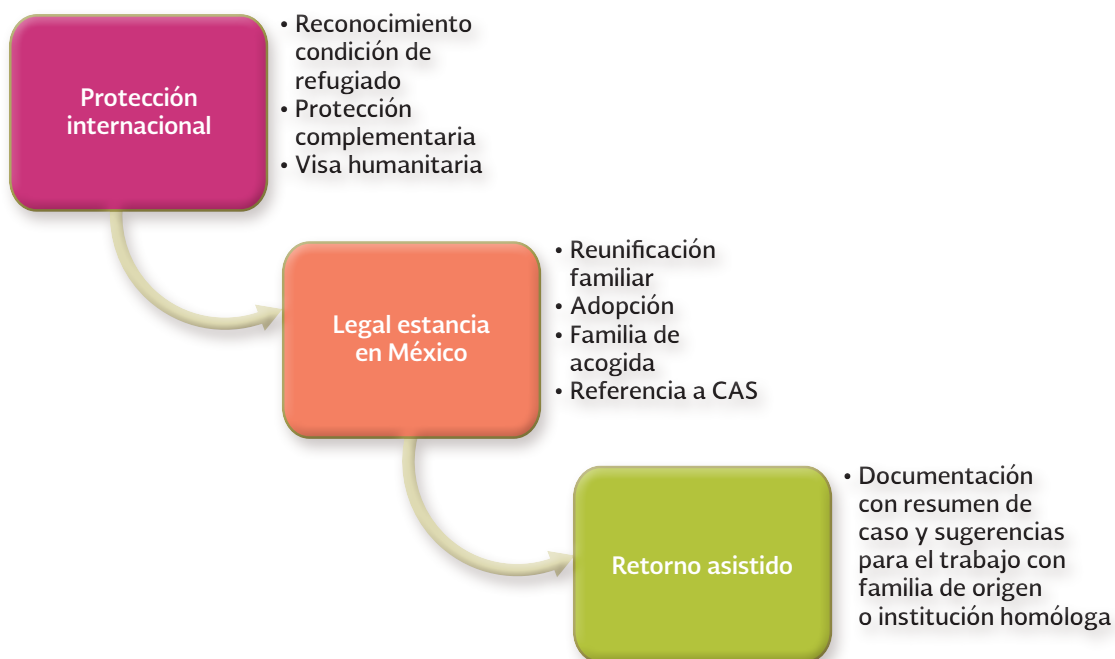 Protección
internacional
• Reconocimiento
condición de
refugiado
• Protección
complementaria
• Visa humanitaria
Legal estancia
en México
• Reunificación
familiar
• Adopción
• Familia de
acogida
• Referencia a CAS
Retorno asistido
• Documentación
con resumen de
caso y sugerencias
para el trabajo con
familia de origen
o institución homóloga